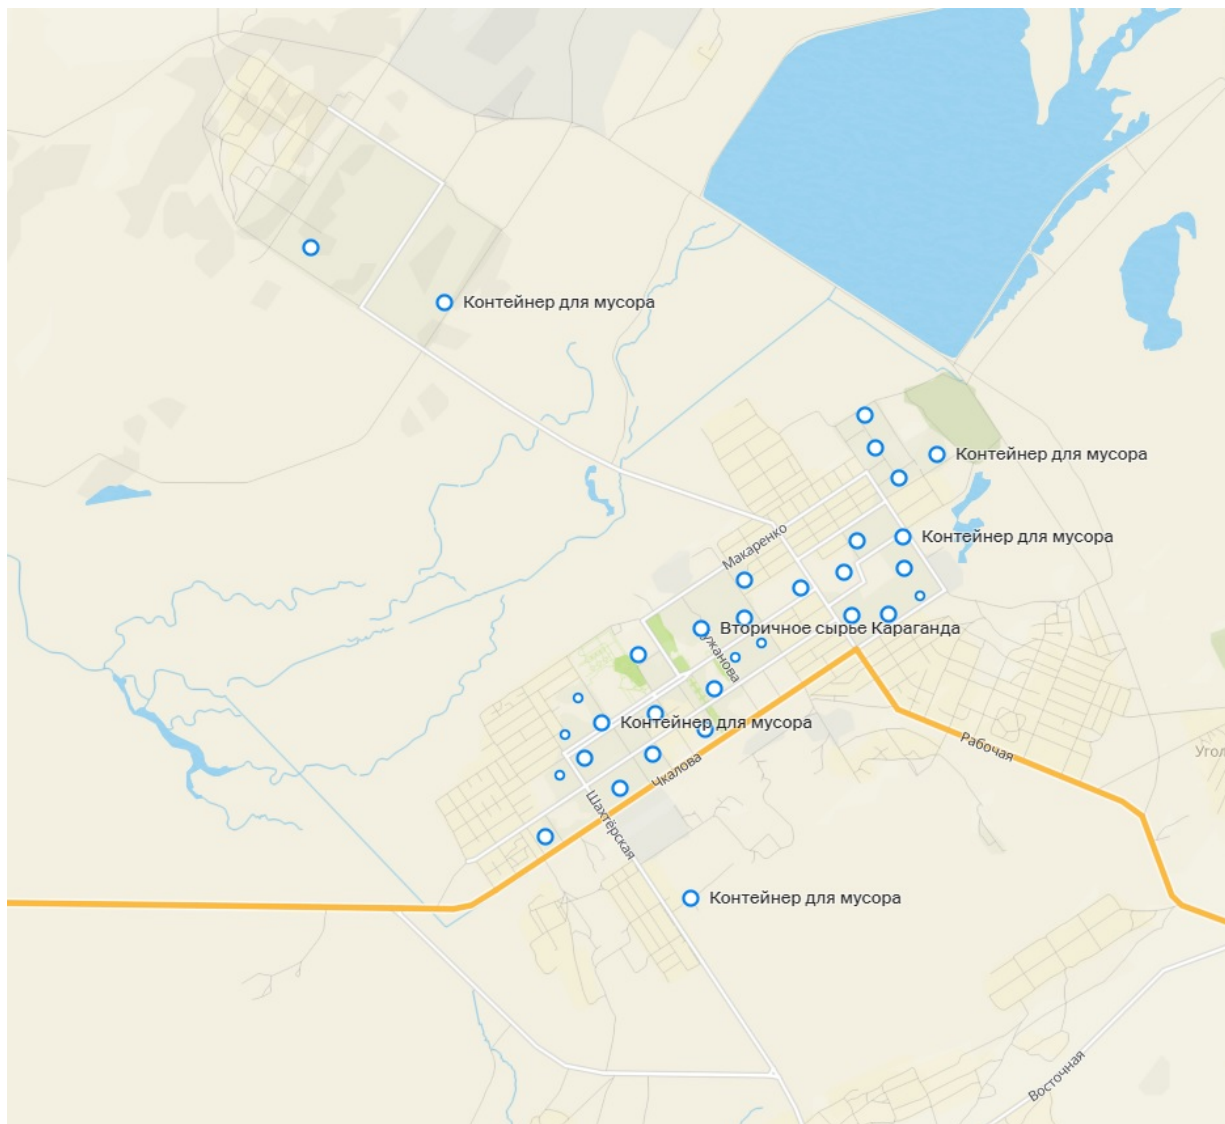 Контейнер для мусора
Контейнер для мусора
Макаренко
Контейнер для мусора
Вторичное сырье Караганда
Контейнер для мусора
Рабочая
Угол
Чкалова
Шахтёрская
Контейнер для мусора
Восточная